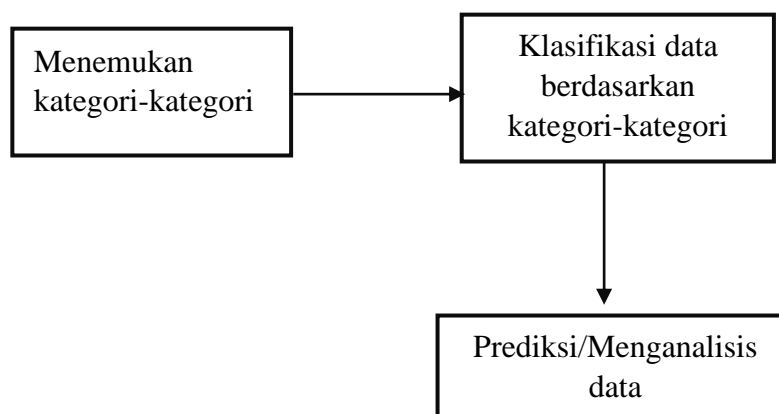 Menemukan
kategori-kategori
Klasifikasi data
berdasarkan
kategori-kategori
Prediksi/Menganalisis
data